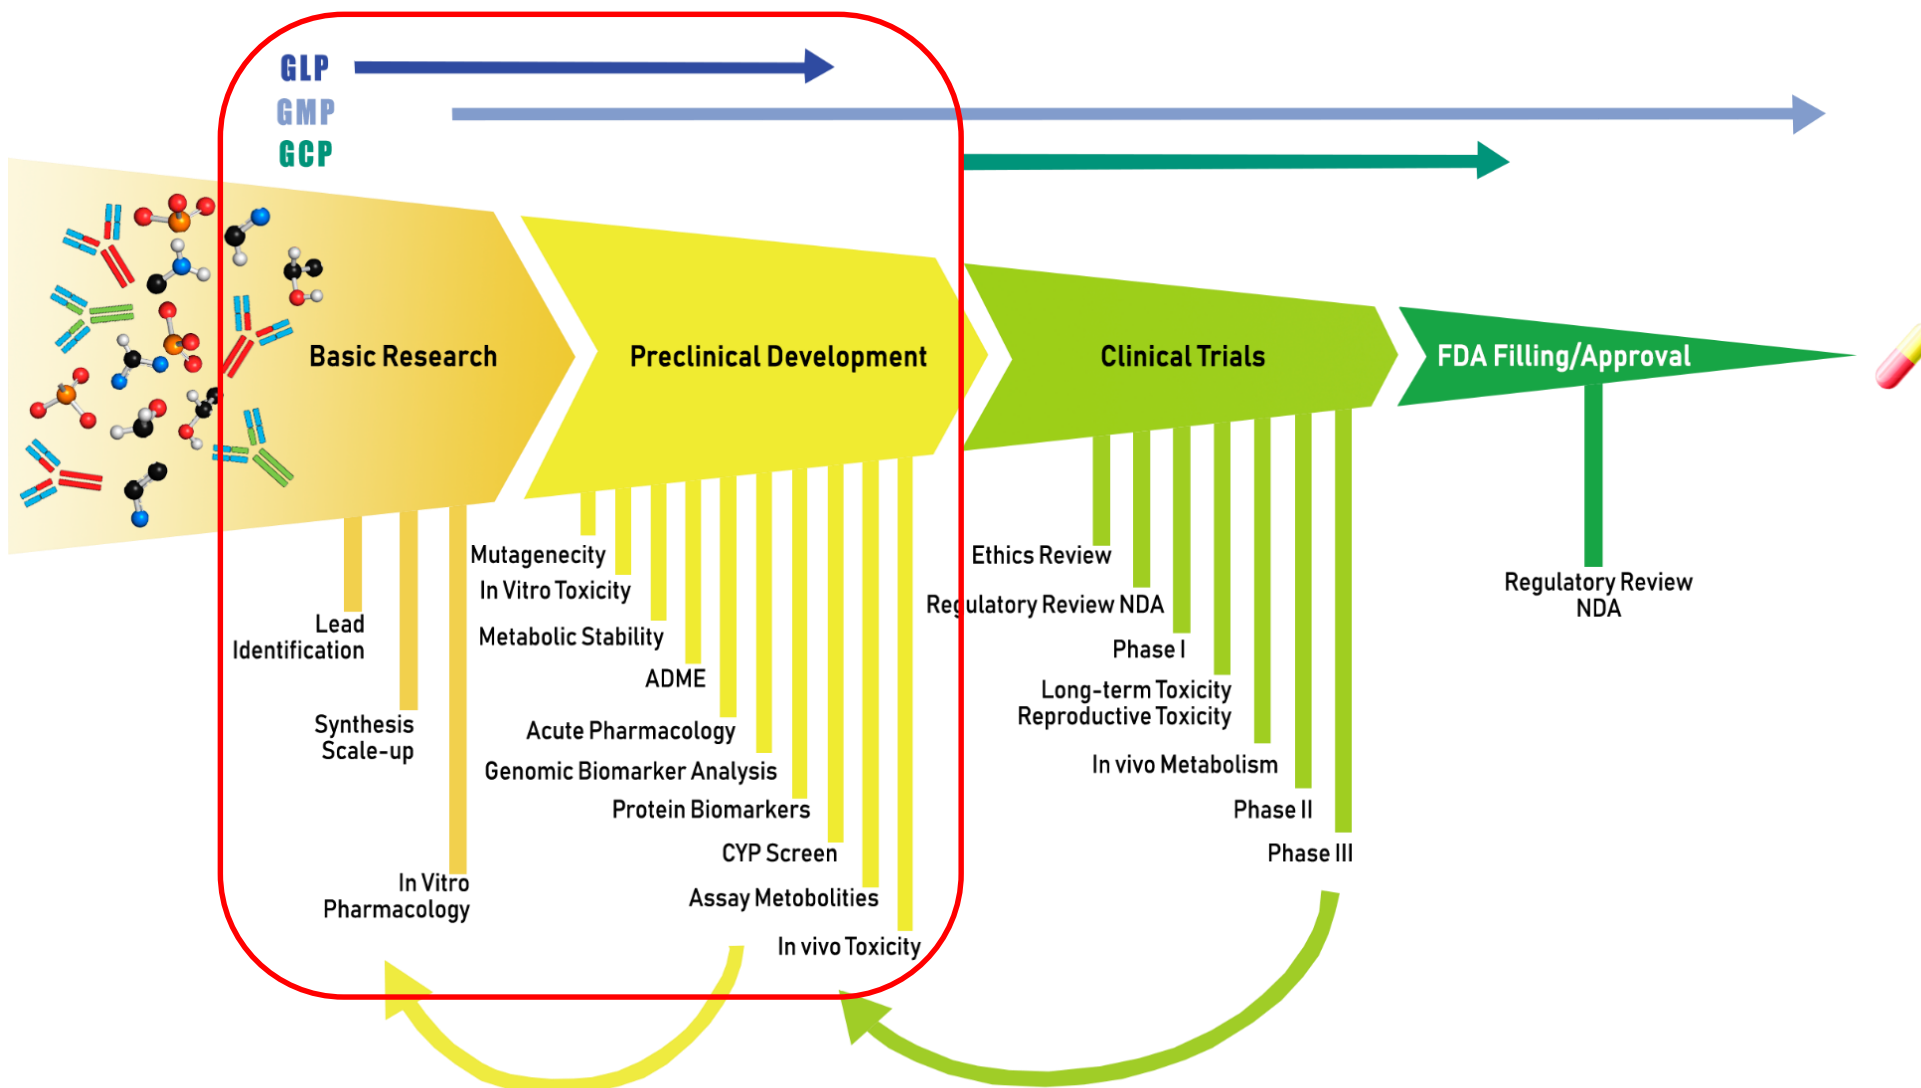 GLP
GMP
GCP
Basic Research
Preclinical Development
Clinical Trials
FDA Filling/Approval
Lead
Identification
Synthesis
Scale-up
In Vitro
Pharmacology
Mutagenecity
In Vitro Toxicity
Metabolic Stability
ADME
Acute Pharmacology
Genomic Biomarker Analysis
Protein Biomarkers
CYP Screen
Assay Metobolities
In vivo Toxicity
Ethics Review
Regulatory Review NDA
Phase I
Long-term Toxicity
Reproductive Toxicity
In vivo Metabolism
Phase II
Phase III
Regulatory Review
NDA